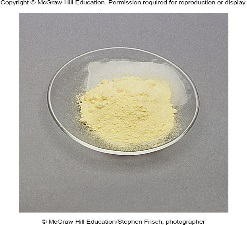 Copyright © McGraw Hill Education. Permission required for reproduction or display
© McGraw Hill Education/Stephen Frisch, photographer